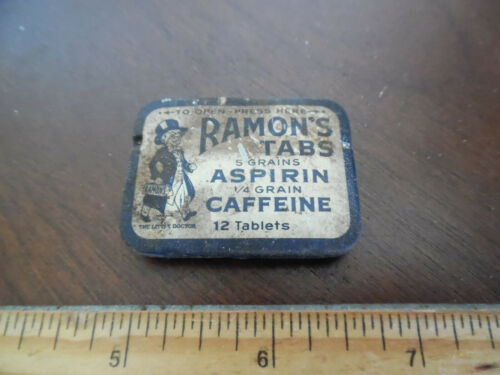 TO OPEN-PRESS HERE
RAMON'S
TABS
5 GRAINS
ASPIRIN
1/4 GRAIN
CAFFEINE
12 Tablets
RAMON'S
THE LITTLE DOCTOR
5
6
7